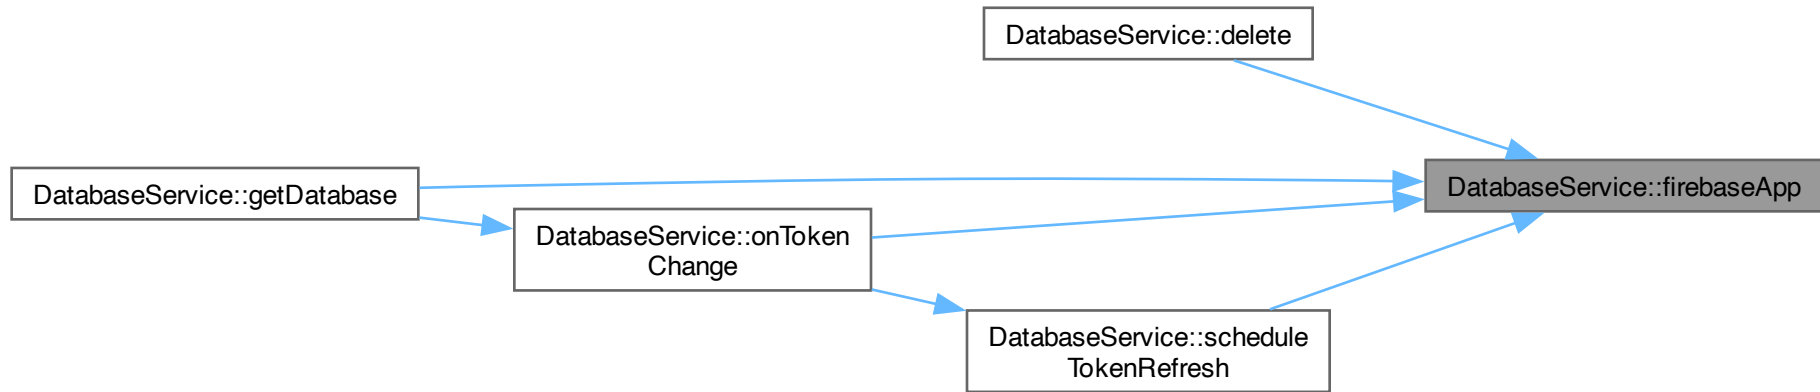 DatabaseService::delete
DatabaseService::getDatabase
DatabaseService::onToken
Change
DatabaseService::schedule
TokenRefresh
DatabaseService::firebaseApp